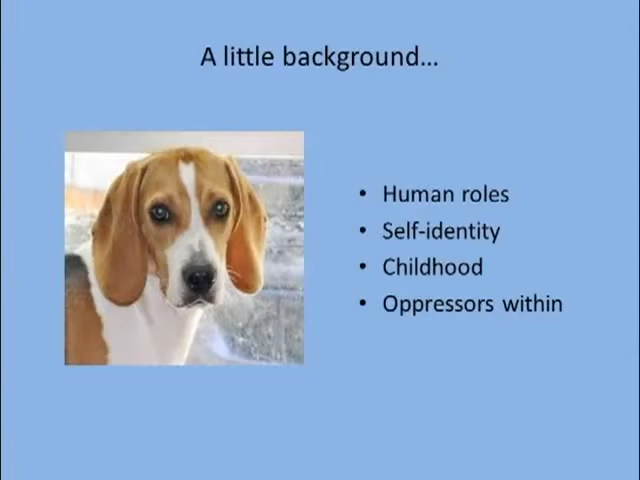 A little background…
• Human roles
• Self-identity
• Childhood
• Oppressors within